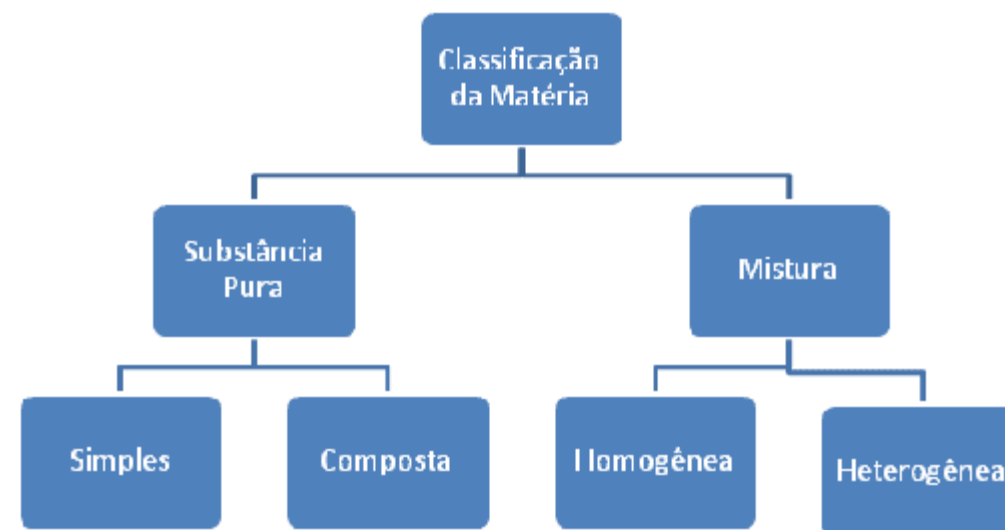 Classificação
da Matéria
Substância
Pura
Mistura
Simples
Composta
Homogênea
Heterogênea